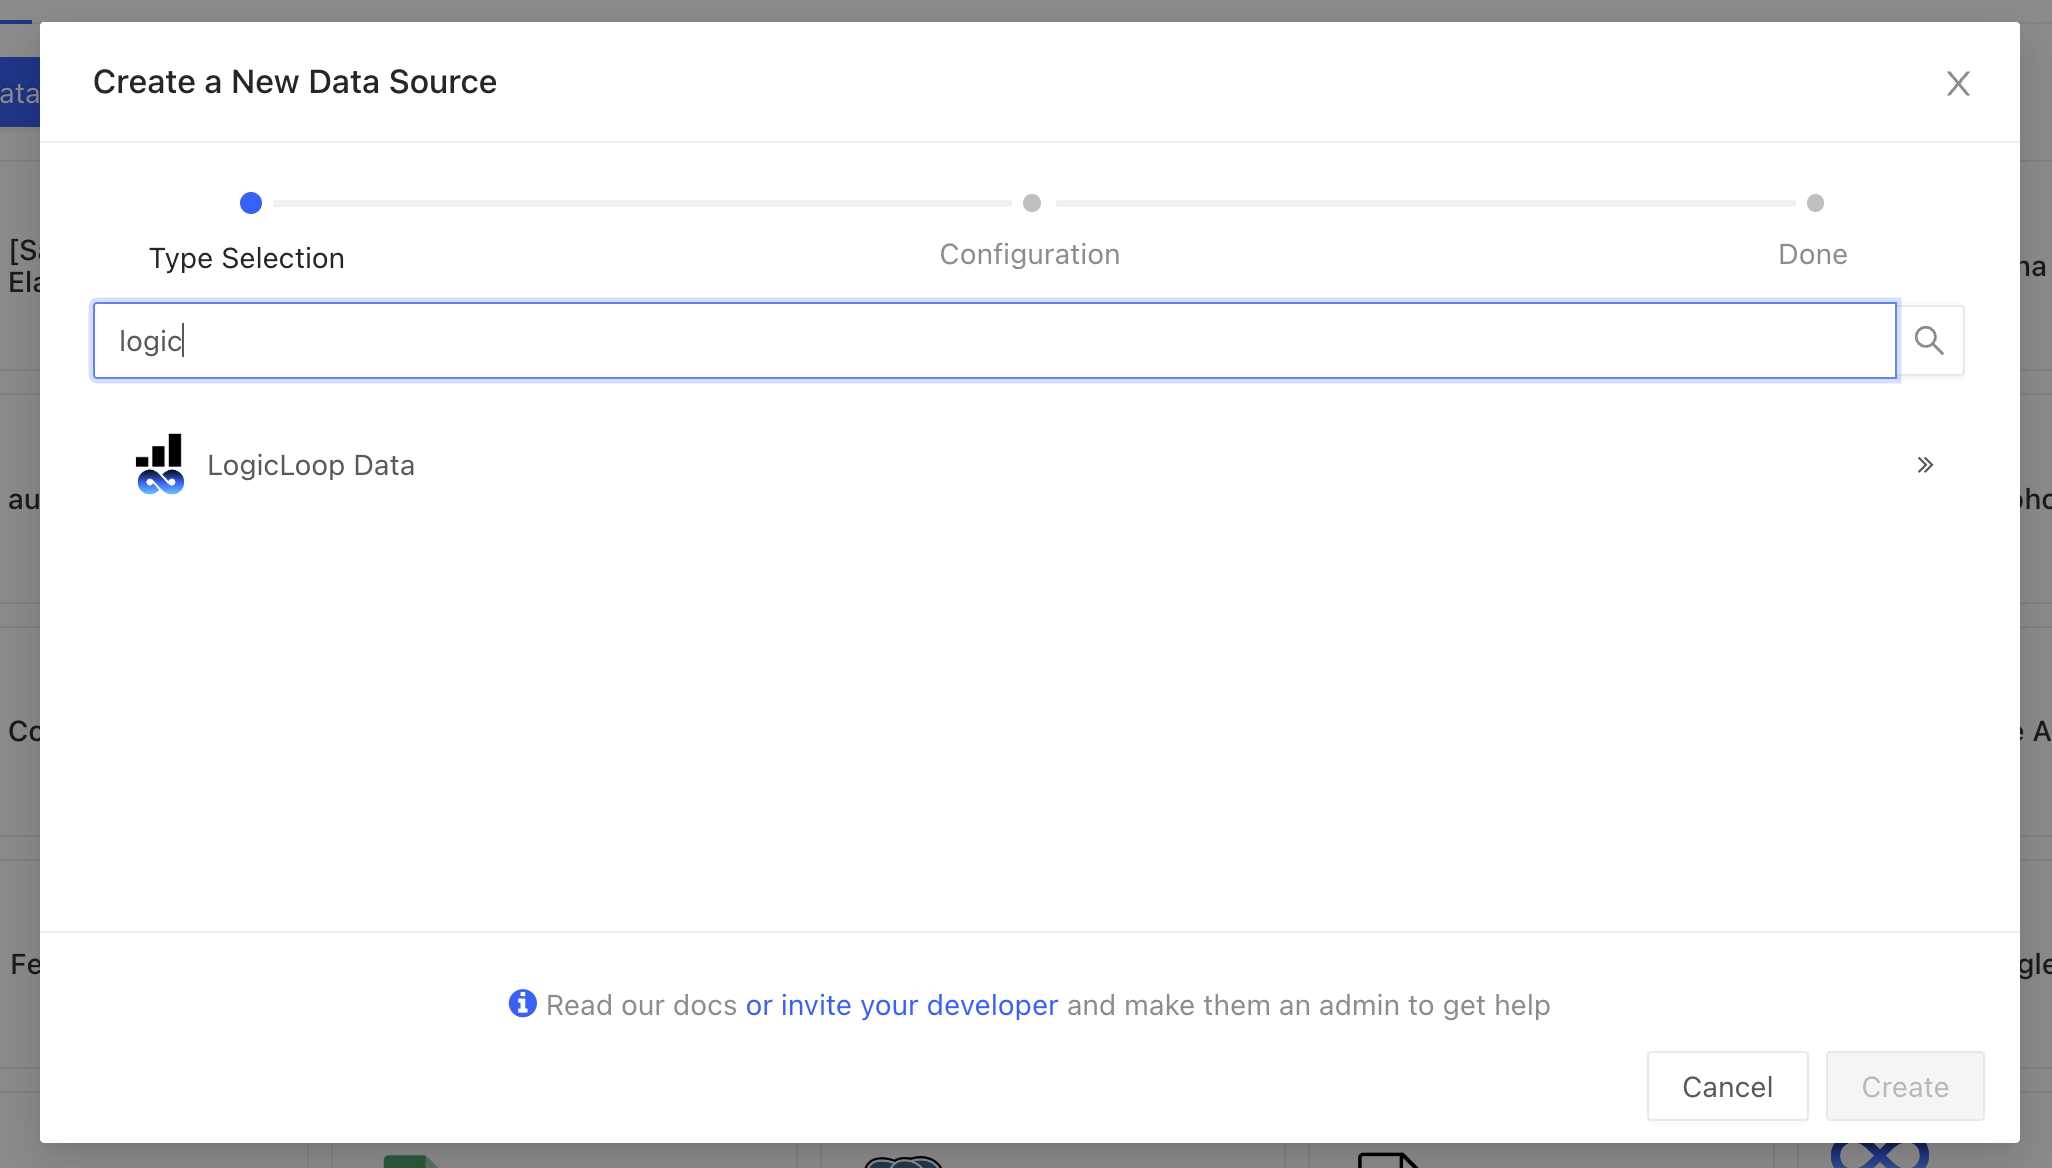 Create a New Data Source
ata
Type Selection
Configuration
Done
[Sa
Ela
na
logic
LogicLoop Data
au
pho
Co
e A
Fe
gle
Read our docs or invite your developer and make them an admin to get help
Cancel
Create